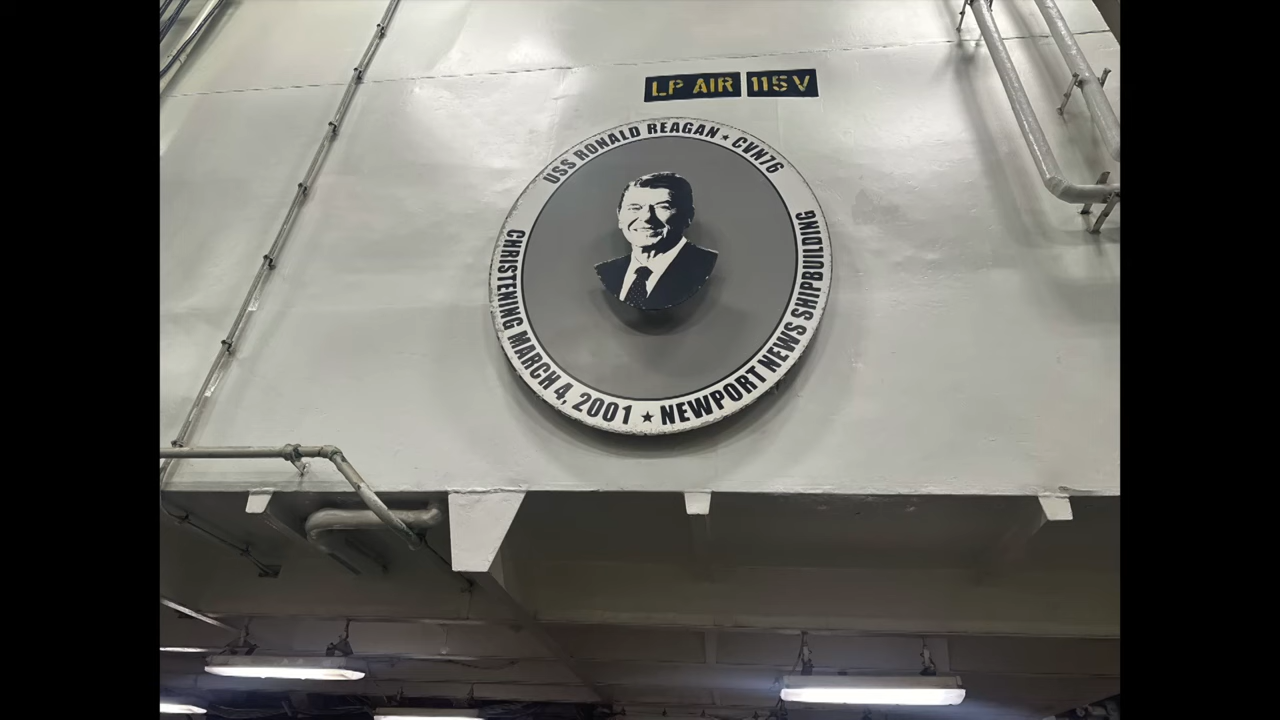 LP AIR 115V
USS RONALD REAGAN ★ CVN76
CHRISTENING MARCH 4, 2001 ★ NEWPORT NEWS SHIPBUILDING